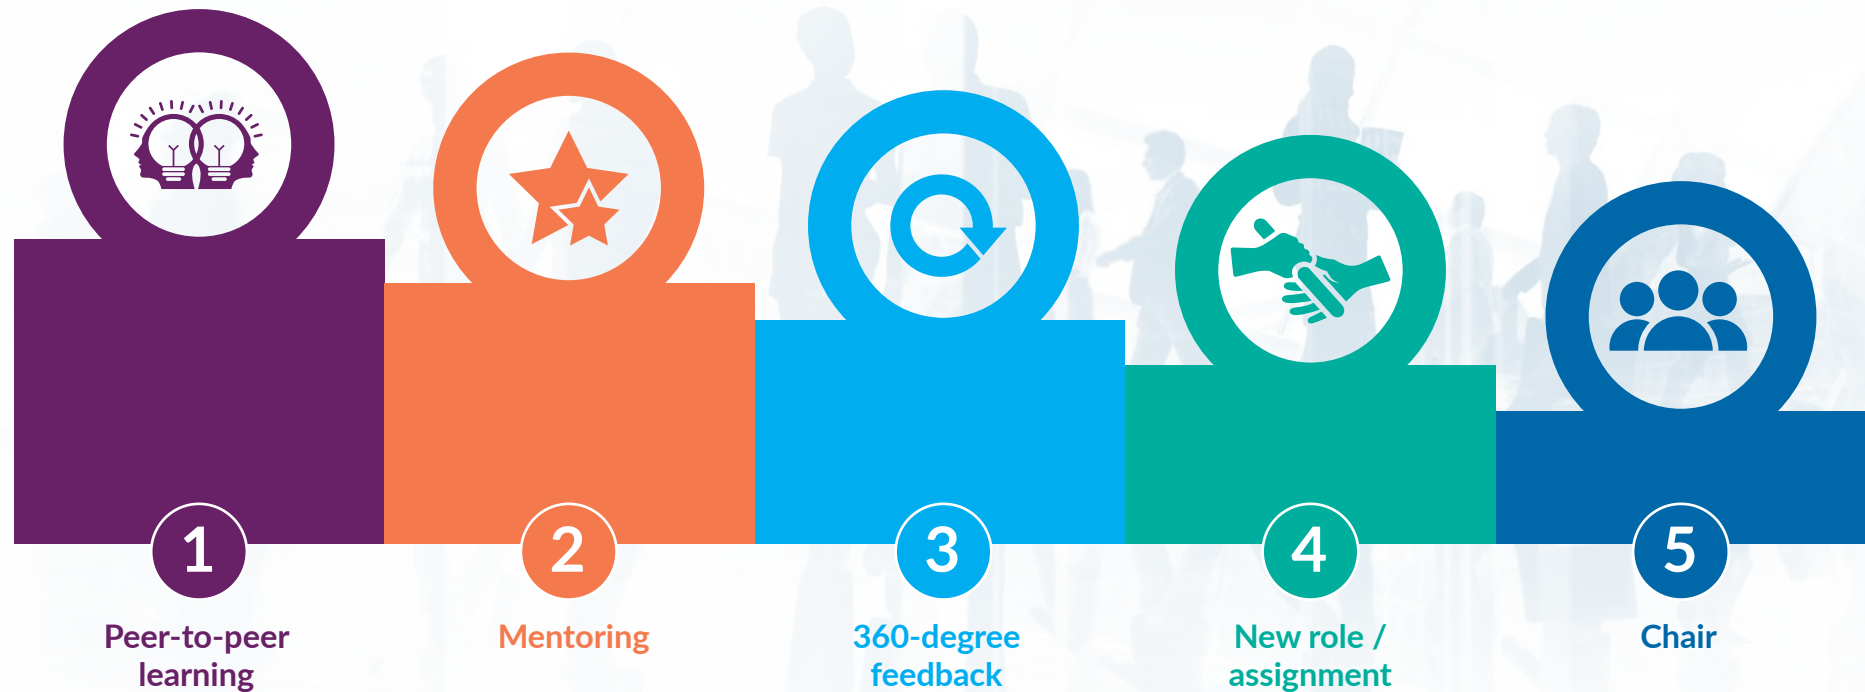 1
Peer-to-peer
learning
2
Mentoring
3
360-degree
feedback
4
New role /
assignment
5
Chair